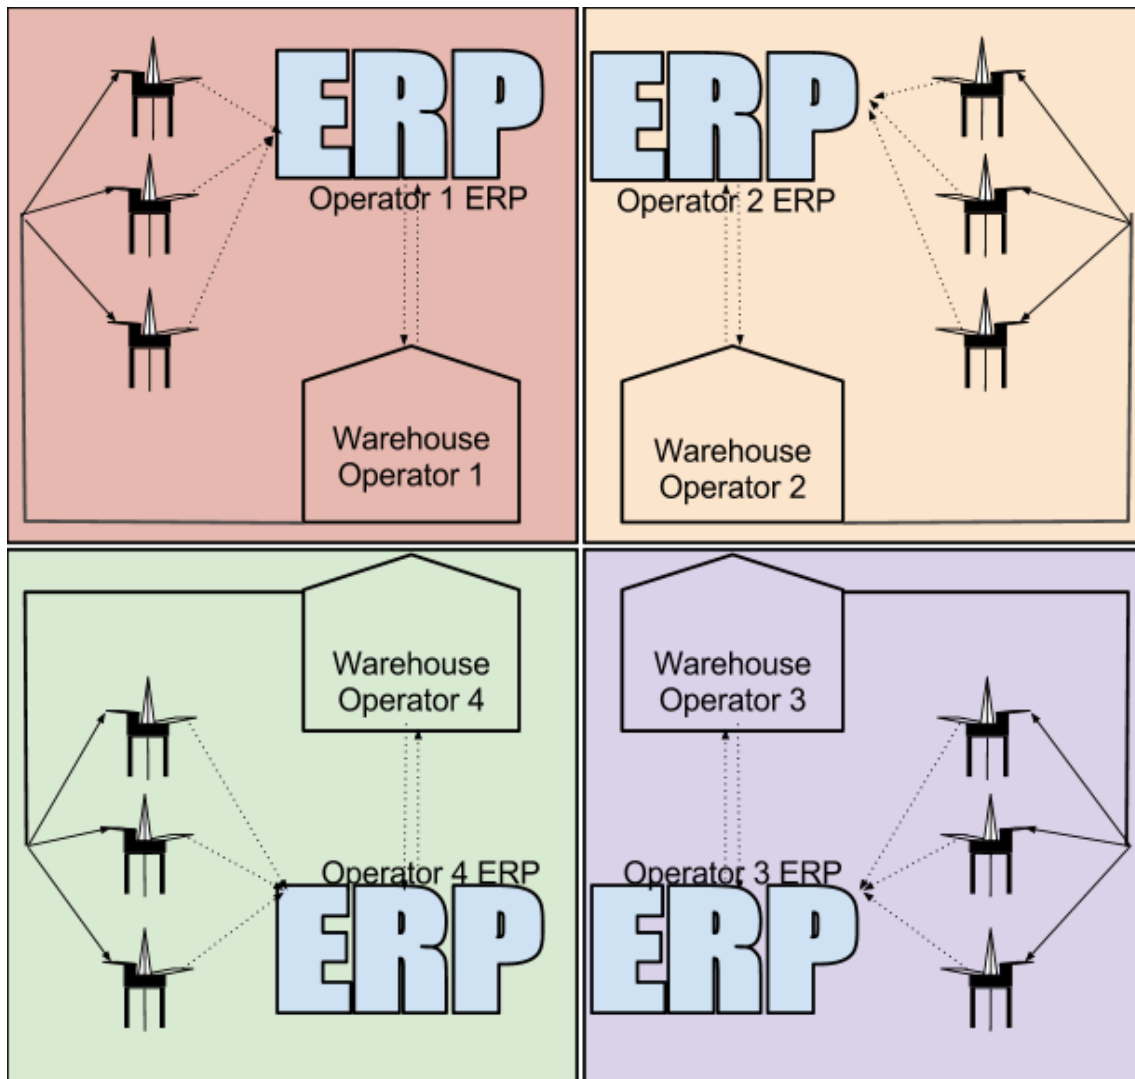 ERP
Operator 1 ERP
Warehouse
Operator 1
ERP
Operator 2 ERP
Warehouse
Operator 2
Warehouse
Operator 4
Operator 4 ERP
ERP
Warehouse
Operator 3
Operator 3 ERP
ERP